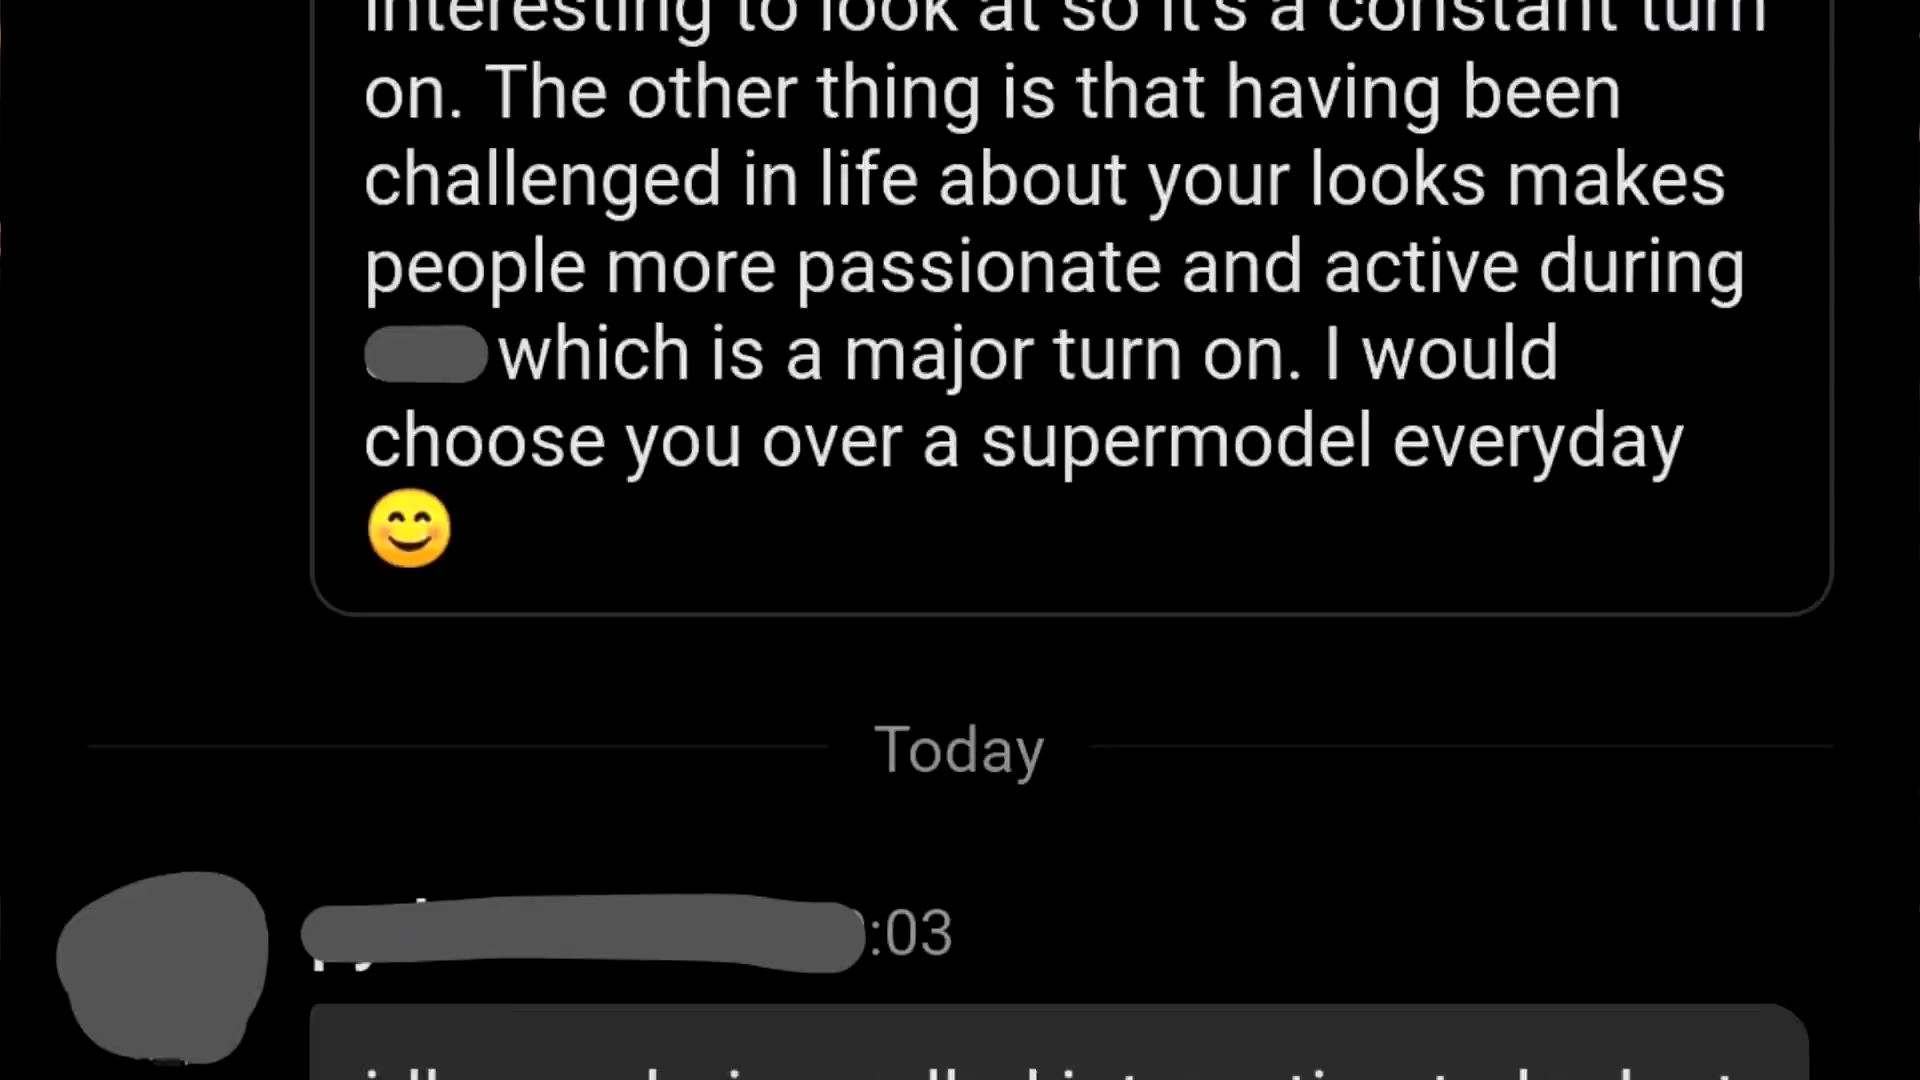 interesting to look at so it's a constant turn
on. The other thing is that having been
challenged in life about your looks makes
people more passionate and active during
which is a major turn on. I would
choose you over a supermodel everyday
😊
Today
:03